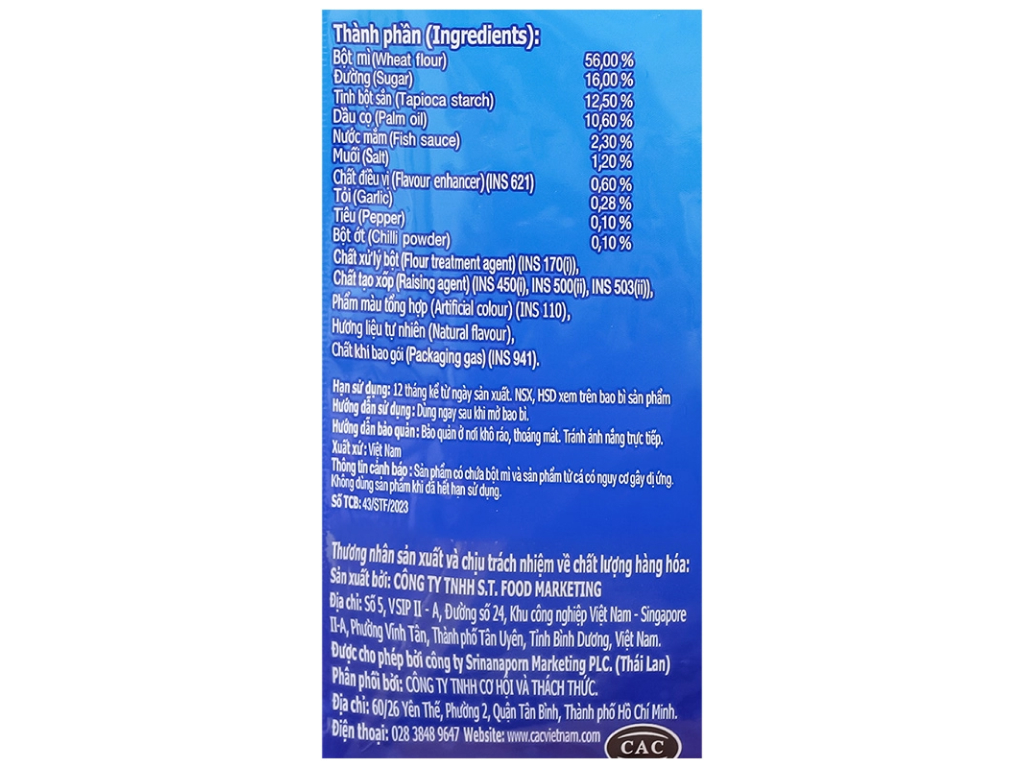 Thành phần (Ingredients):
Bột mì (Wheat flour) 56,00 %
Đường (Sugar) 16,00 %
Tinh bột sắn (Tapioca starch) 12,50 %
Dầu cọ (Palm oil) 10,60 %
Nước mắm (Fish sauce) 2,30 %
Muối (Salt) 1,20 %
Chất điều vị (Flavour enhancer) (INS 621) 0,60 %
Tỏi (Garlic) 0,28 %
Tiêu (Pepper) 0,10 %
Bột ớt (Chilli powder) 0,10 %
Chất xử lý bột (Flour treatment agent) (INS 170(i)),
Chất tạo xốp (Raising agent) (INS 450(i), INS 500(ii), INS 503(ii)),
Phẩm màu tổng hợp (Artificial colour) (INS 110),
Hương liệu tự nhiên (Natural flavour),
Chất khí bao gói (Packaging gas) (INS 941).
Hạn sử dụng: 12 tháng kể từ ngày sản xuất. NSX, HSD xem trên bao bì sản phẩm
Hướng dẫn sử dụng: Dùng ngay sau khi mở bao bì.
Hướng dẫn bảo quản: Bảo quản ở nơi khô ráo, thoáng mát. Tránh ánh nắng trực tiếp.
Xuất xứ: Việt Nam
Thông tin cảnh báo: Sản phẩm có chứa bột mì và sản phẩm từ cá có nguy cơ gây dị ứng.
Không dùng sản phẩm khi đã hết hạn sử dụng.
Số TCB: 43/STF/2023
Thương nhân sản xuất và chịu trách nhiệm về chất lượng hàng hóa:
Sản xuất bởi: CÔNG TY TNHH S.T. FOOD MARKETING
Địa chỉ: Số 5, VSIP II - A, Đường số 24, Khu công nghiệp Việt Nam - Singapore
II-A, Phường Vĩnh Tân, Thành phố Tân Uyên, Tỉnh Bình Dương, Việt Nam.
Được cho phép bởi công ty Srinanaporn Marketing PLC. (Thái Lan)
Phân phối bởi: CÔNG TY TNHH CƠ HỘI VÀ THÁCH THỨC.
Địa chỉ: 60/26 Yên Thế, Phường 2, Quận Tân Bình, Thành phố Hồ Chí Minh.
Điện thoại: 028 3848 9647 Website: www.cacvietnam.com
CAC